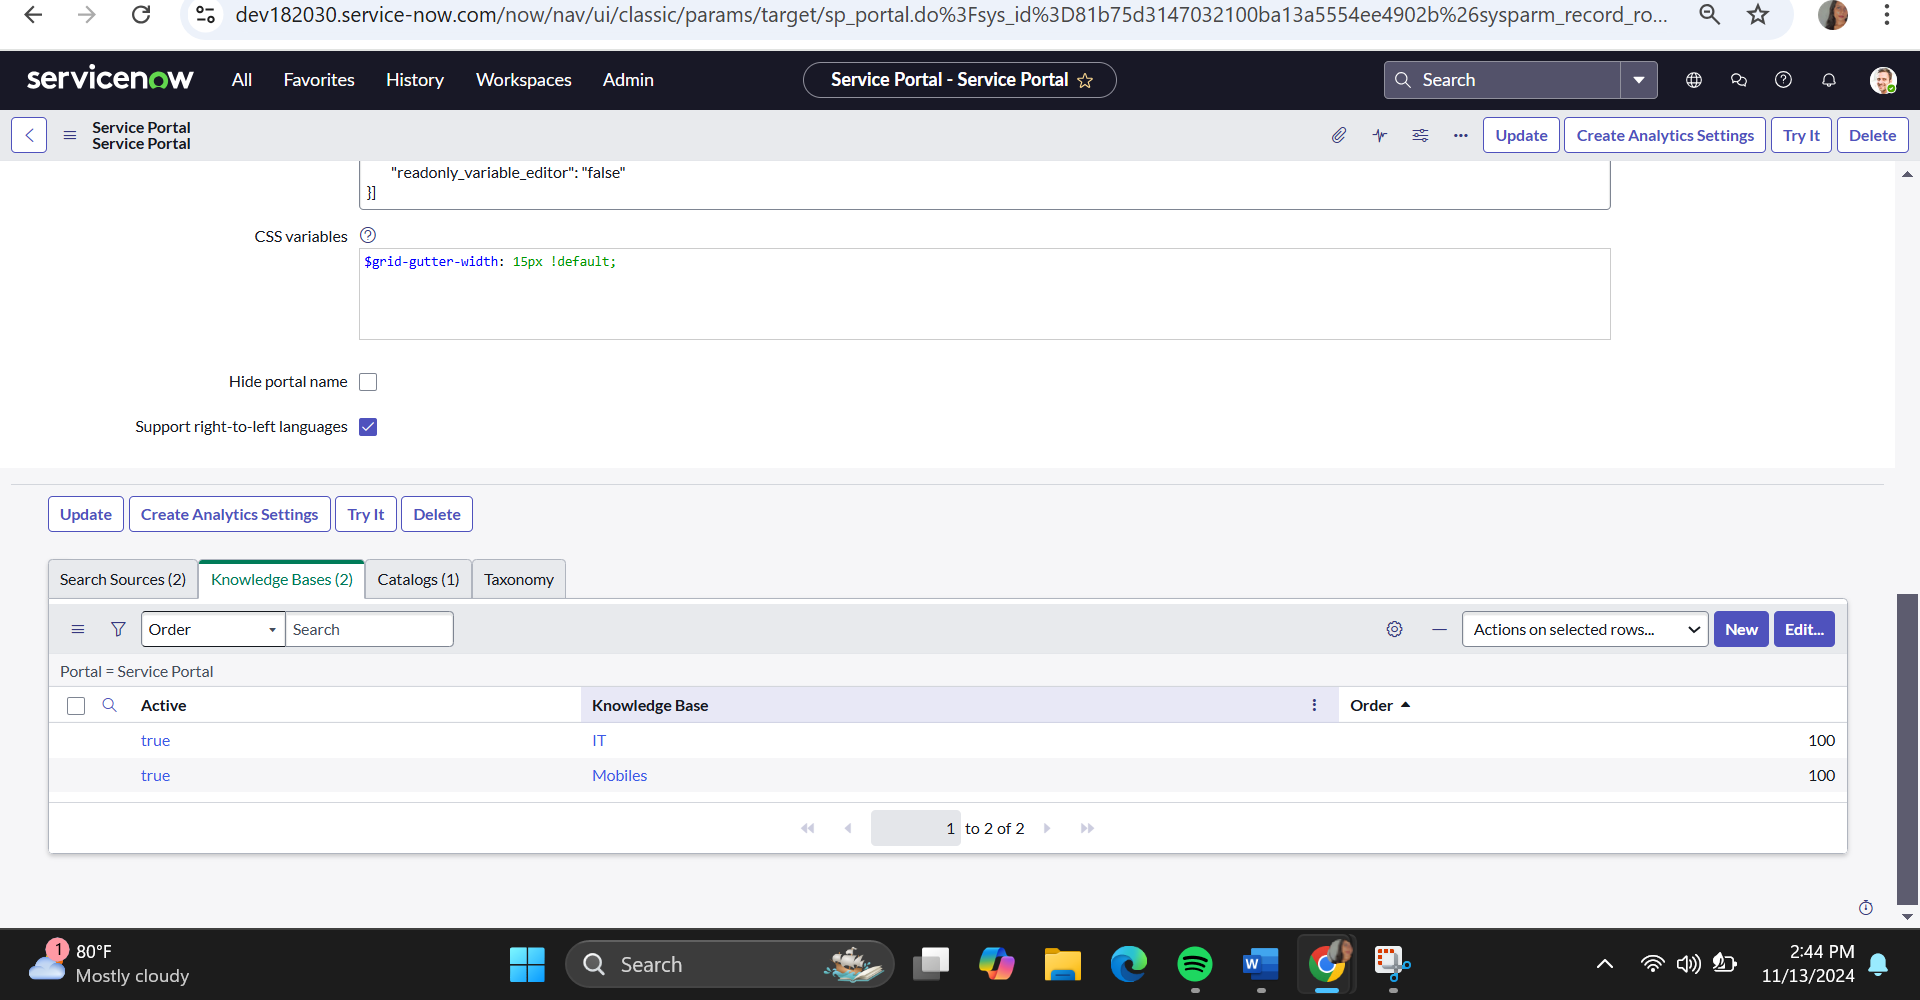 dev182030.service-now.com/now/nav/ui/classic/params/target/sp_portal.do%3Fsys_id%3D81b75d3147032100ba13a5554ee4902b%26sysparm_record_ro...
servicenow All Favorites History Workspaces Admin Service Portal - Service Portal Search
Service Portal
Service Portal
Update Create Analytics Settings Try It Delete
"readonly_variable_editor": "false"
}]
CSS variables
$grid-gutter-width: 15px !default;
Hide portal name
Support right-to-left languages
Update Create Analytics Settings Try It Delete
Search Sources (2) Knowledge Bases (2) Catalogs (1) Taxonomy
Order Search Actions on selected rows... New Edit...
Portal = Service Portal
Active Knowledge Base Order
true IT 100
true Mobiles 100
1 to 2 of 2
1 80°F
Mostly cloudy
Search
W
2:44 PM
11/13/2024